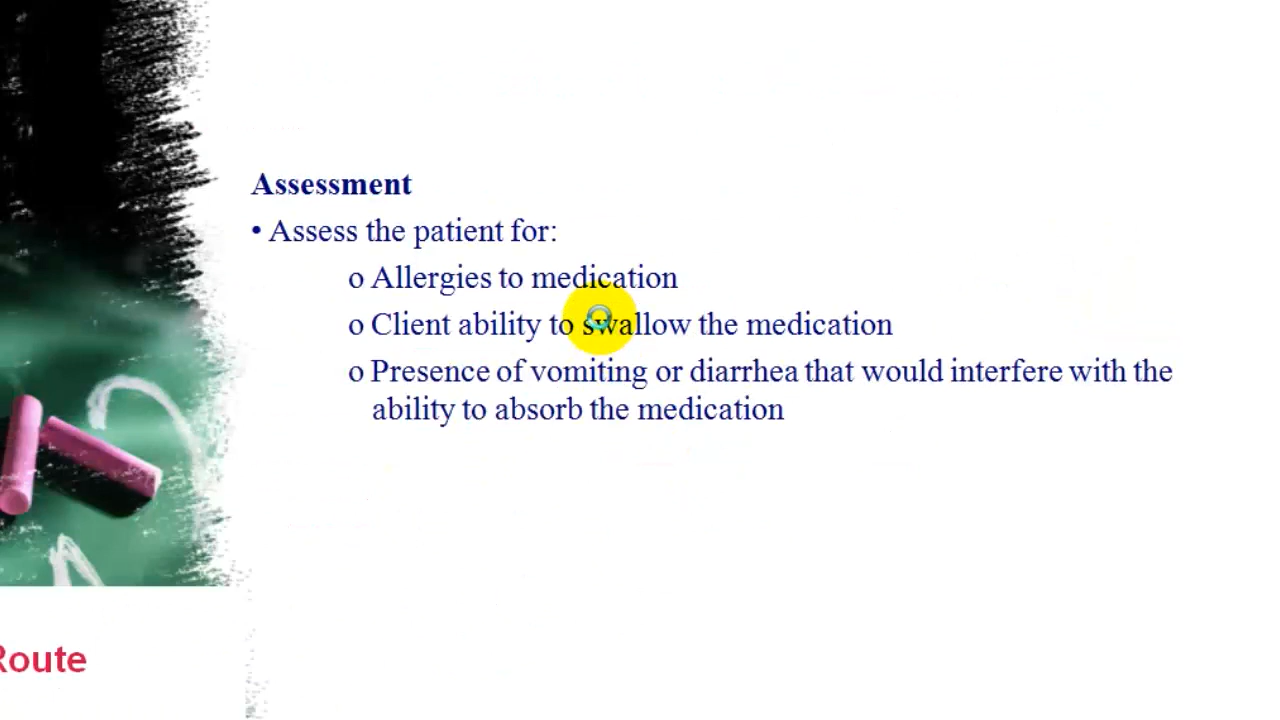 Assessment
• Assess the patient for:
o Allergies to medication
o Client ability to swallow the medication
o Presence of vomiting or diarrhea that would interfere with the
ability to absorb the medication
Route